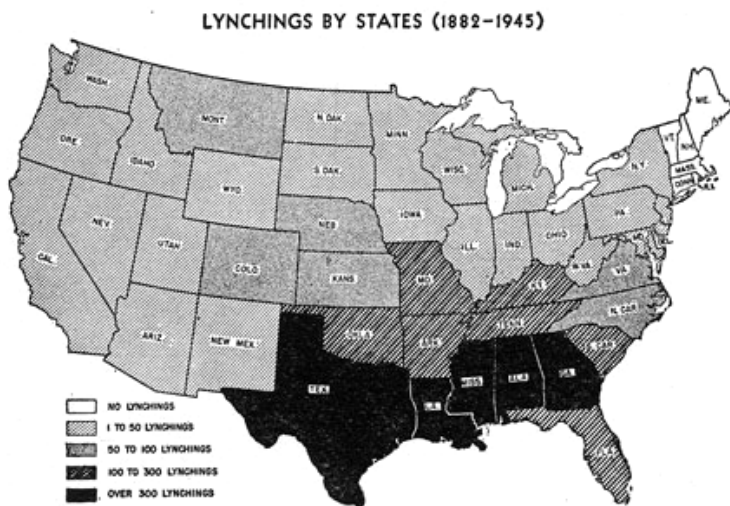 LYNCHINGS BY STATES (1882-1945)
WASH.
ORE.
IDAHO
MONT.
N. DAK.
S. DAK.
MINN.
WISC.
MICH.
WYO.
NEB.
IOWA
ILL.
IND.
OHIO
PA.
N.Y.
VT.
N.H.
ME.
MASS.
CONN.
R.I.
NEV.
UTAH
COLO.
KANS.
MO.
KY.
W.VA.
VA.
MD.
N. CAR.
S. CAR.
TENN.
CAL.
ARIZ.
NEW MEX.
OKLA.
ARK.
TEX.
LA.
MISS.
ALA.
GA.
FLA.
NO LYNCHINGS
1 TO 50 LYNCHINGS
50 TO 100 LYNCHINGS
100 TO 300 LYNCHINGS
OVER 300 LYNCHINGS